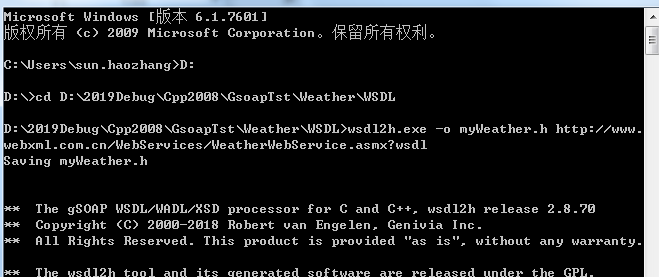 Microsoft Windows [版本 6.1.7601]
版权所有 (c) 2009 Microsoft Corporation。保留所有权利。
C:\Users\sun.haozhang>D:
D:\>cd D:\2019Debug\Cpp2008\GsoapTst\Weather\WSDL
D:\2019Debug\Cpp2008\GsoapTst\Weather\WSDL>wsdl2h.exe -o myWeather.h http://www.
webxml.com.cn/WebServices/WeatherWebService.asmx?wsdl
Saving myWeather.h
**  The gSOAP WSDL/WADL/XSD processor for C and C++, wsdl2h release 2.8.70
**  Copyright (C) 2000-2018 Robert van Engelen, Genivia Inc.
**  All Rights Reserved. This product is provided "as is", without any warranty.
**  The wsdl2h tool and its generated software are released under the GPL.